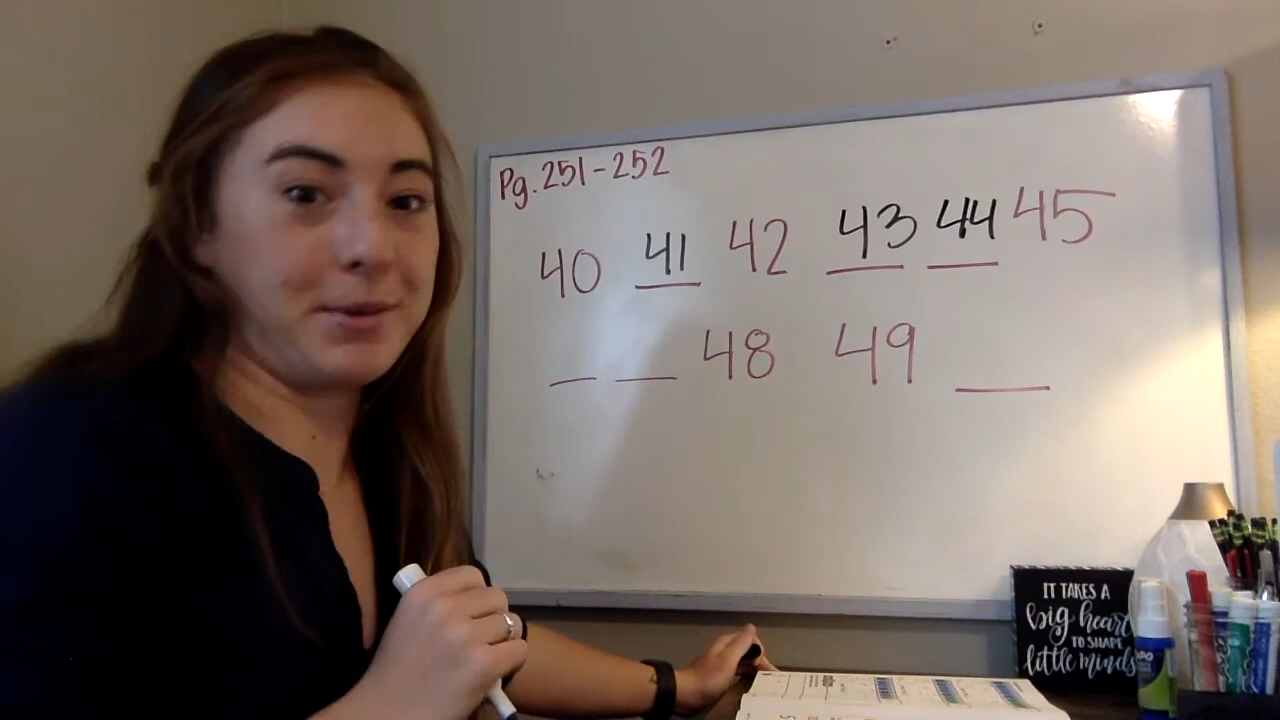 Pg. 251-252
40 41 42 43 44 45
_ _ 48 49 _
IT TAKES A
big heart
TO SHAPE
little minds